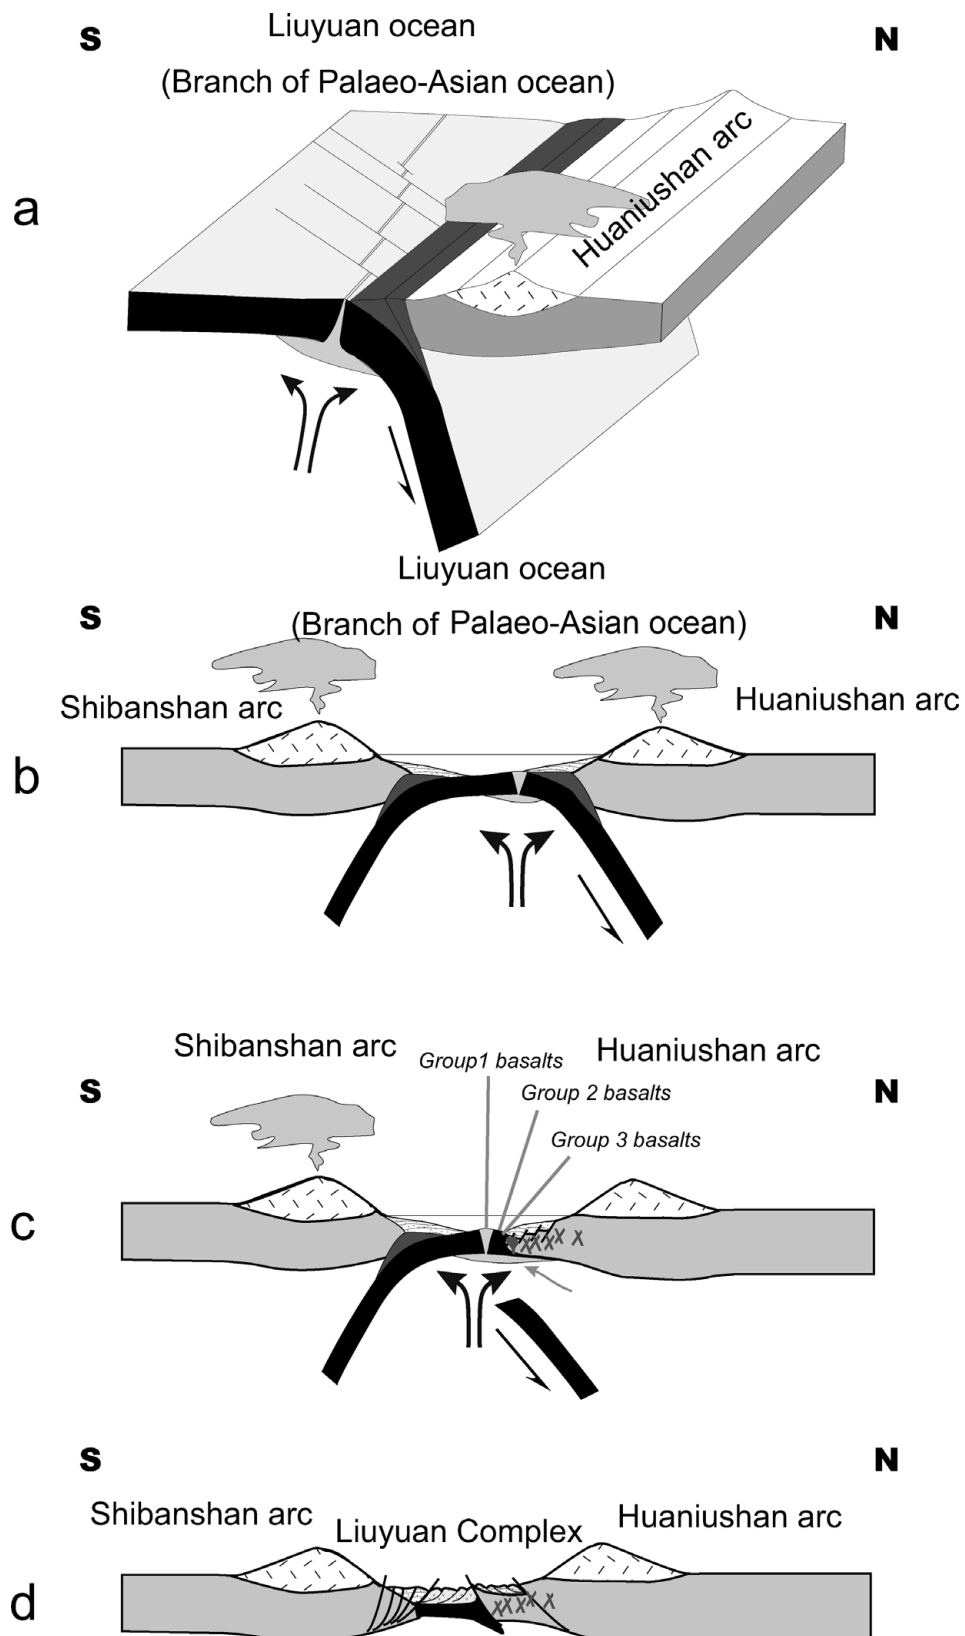 Liuyuan ocean
S
N
(Branch of Palaeo-Asian ocean)
a
Huaniushan arc
Liuyuan ocean
S
N
(Branch of Palaeo-Asian ocean)
Shibanshan arc
Huaniushan arc
b
Shibanshan arc
Group1 basalts
Huaniushan arc
S
N
Group 2 basalts
Group 3 basalts
c
S
N
Shibanshan arc
Liuyuan Complex
Huaniushan arc
d